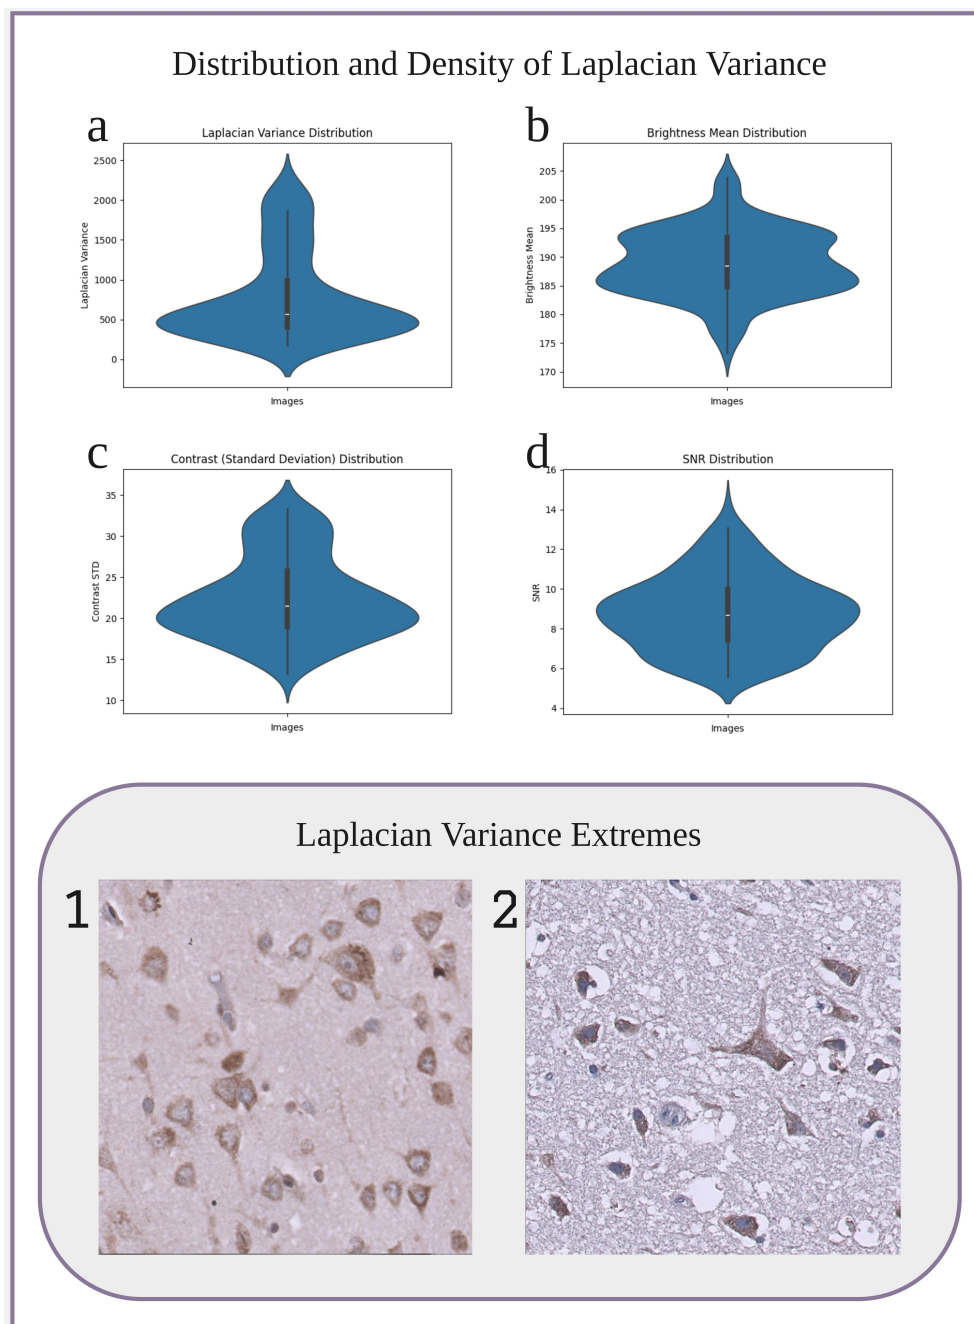 Distribution and Density of Laplacian Variance
a
Laplacian Variance Distribution
2500
2000
1500
1000
500
0
Laplacian Variance
Images
b
Brightness Mean Distribution
205
200
195
190
185
180
175
170
Brightness Mean
Images
c
Contrast (Standard Deviation) Distribution
35
30
25
20
15
10
Contrast STD
Images
d
SNR Distribution
16
14
12
10
8
6
4
SNR
Images
Laplacian Variance Extremes
1
2